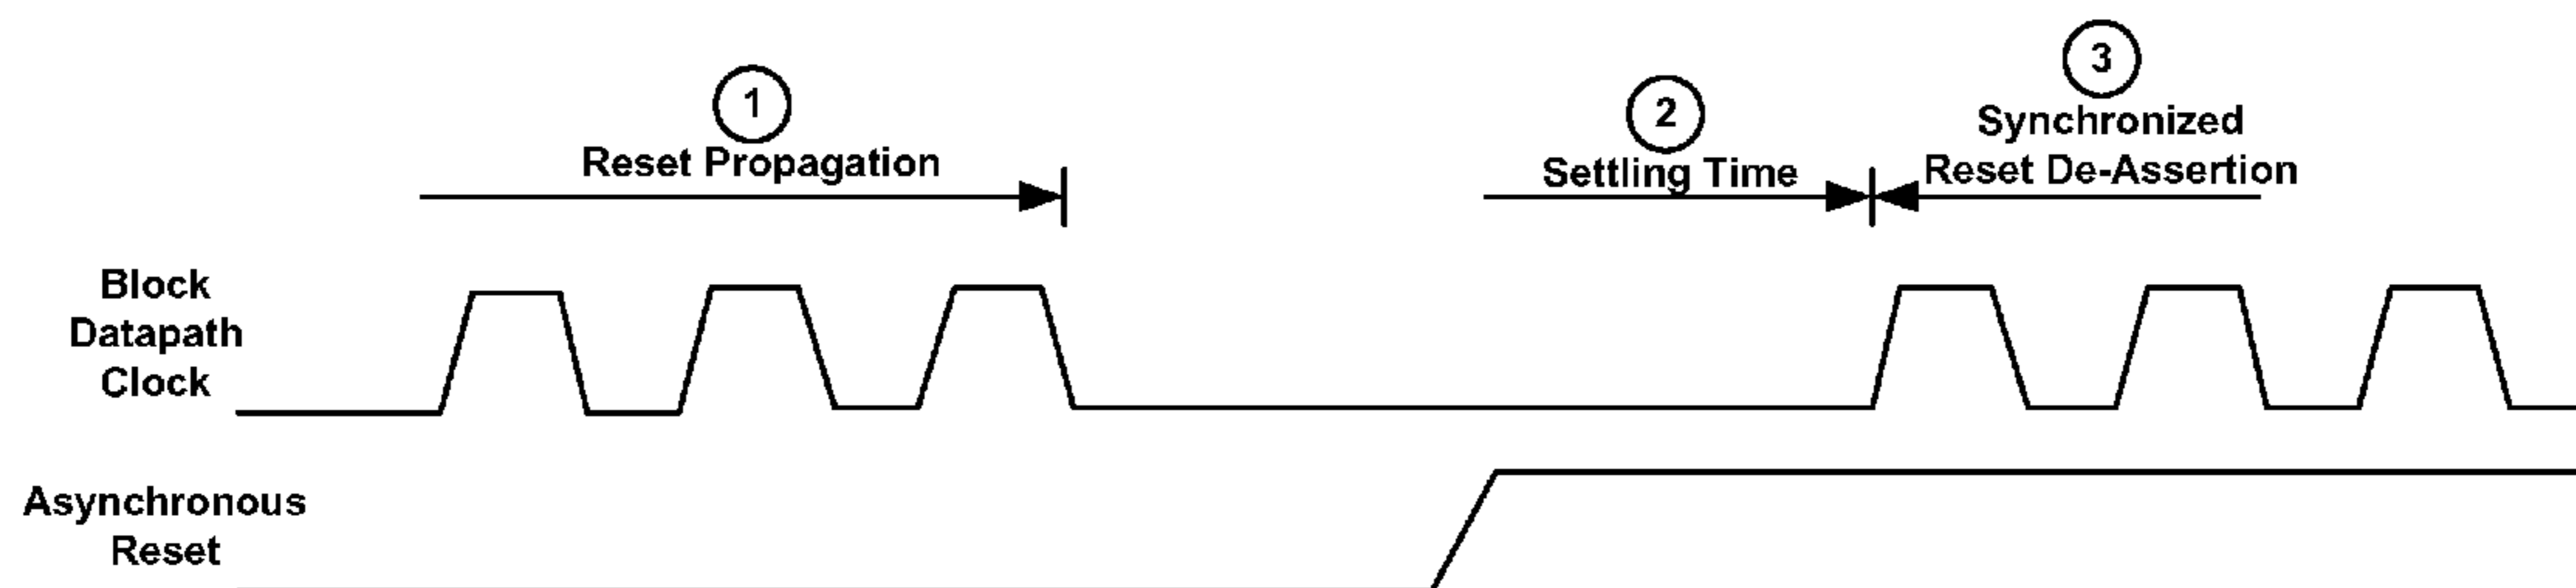 1
Reset Propagation
2
Settling Time
3
Synchronized
Reset De-Assertion
Block
Datapath
Clock
Asynchronous
Reset